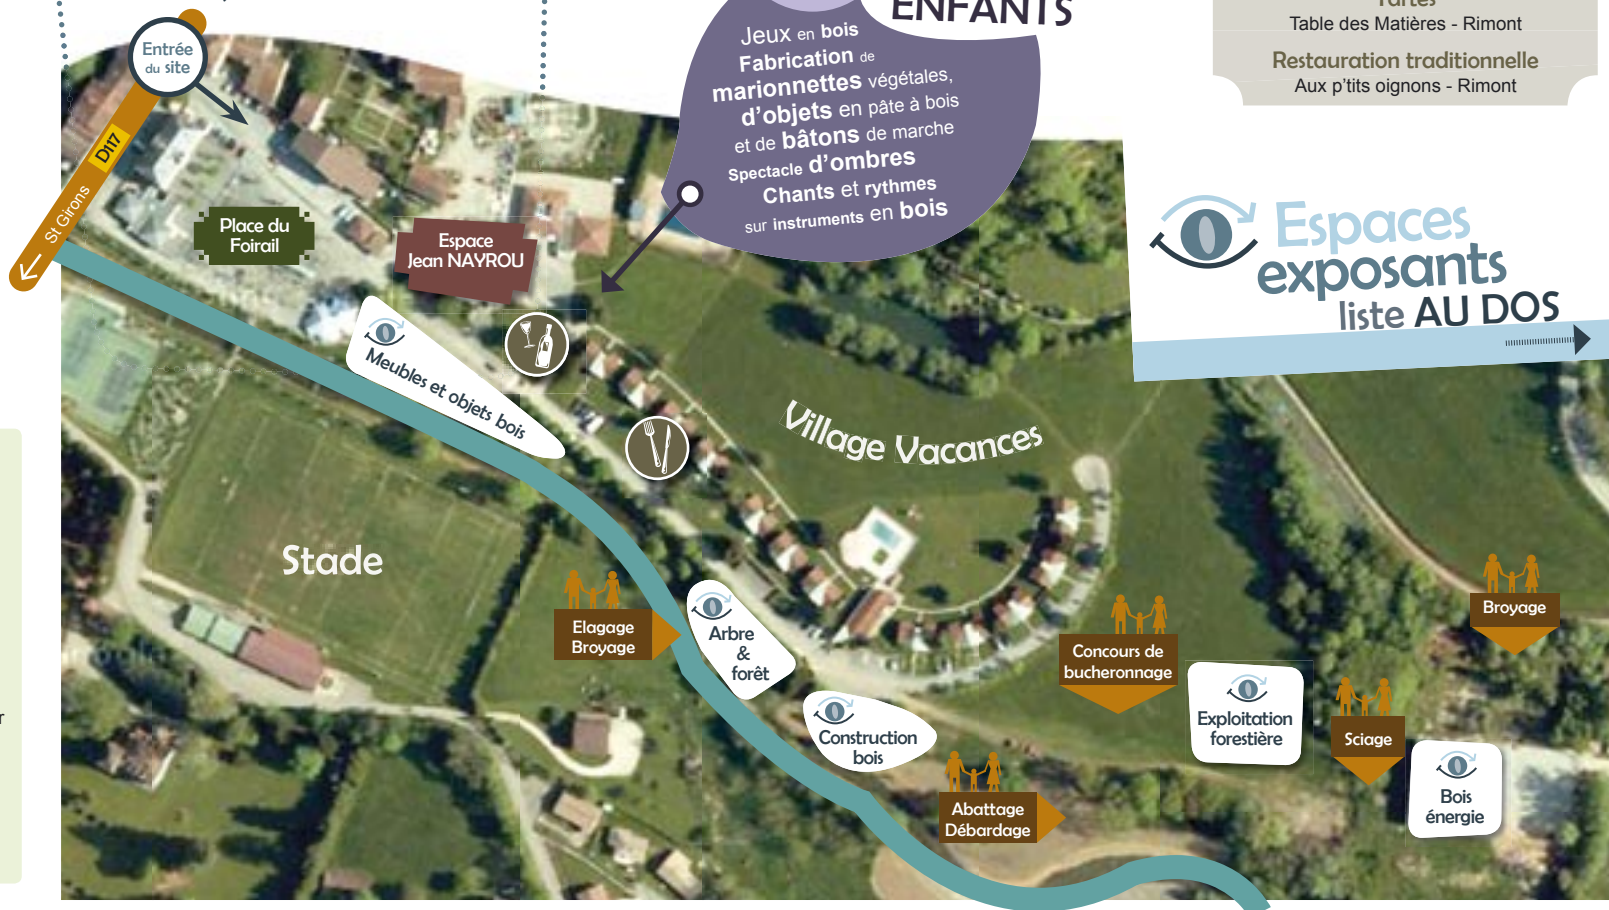 ENFANTS
Jeux en bois
Fabrication de
marionnettes végétales,
d'objets en pâte à bois
et de bâtons de marche
Spectacle d'ombres
Chants et rythmes
sur instruments en bois
Tartes
Table des Matières - Rimont
Restauration traditionnelle
Aux p'tits oignons - Rimont
Espaces
exposants
liste AU DOS
Entrée
du site
D117
St Girons
Place du
Foirail
Espace
Jean NAYROU
Meubles et objets bois
Village Vacances
Stade
Elagage
Broyage
Arbre
&
forêt
Construction
bois
Abattage
Débardage
Concours de
bucheronnage
Exploitation
forestière
Sciage
Broyage
Bois
énergie
r